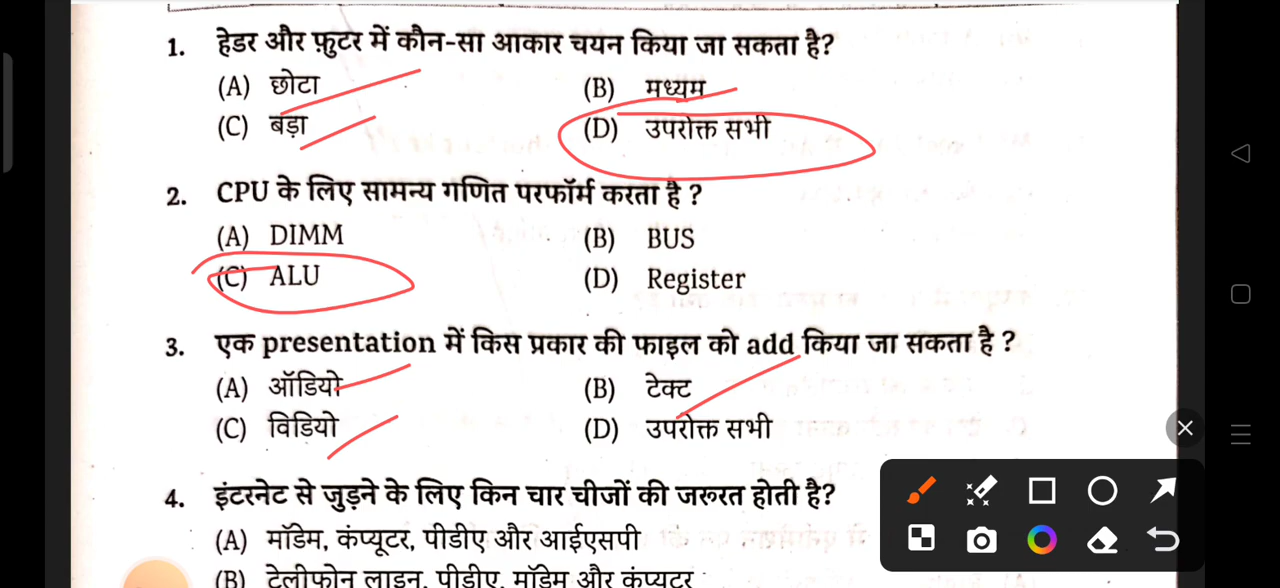 1. हेडर और फ़ुटर में कौन-सा आकार चयन किया जा सकता है?
(A) छोटा (B) मध्यम
(C) बड़ा (D) उपरोक्त सभी
2. CPU के लिए सामन्य गणित परफॉर्म करता है ?
(A) DIMM (B) BUS
(C) ALU (D) Register
3. एक presentation में किस प्रकार की फाइल को add किया जा सकता है ?
(A) ऑडियो (B) टेक्ट
(C) विडियो (D) उपरोक्त सभी
4. इंटरनेट से जुड़ने के लिए किन चार चीजों की जरूरत होती है?
(A) मॉडेम, कंप्यूटर, पीडीए और आईएसपी
(B) टेलीफोन लाइन, पीडीए, मॉडेम और कंप्यूटर